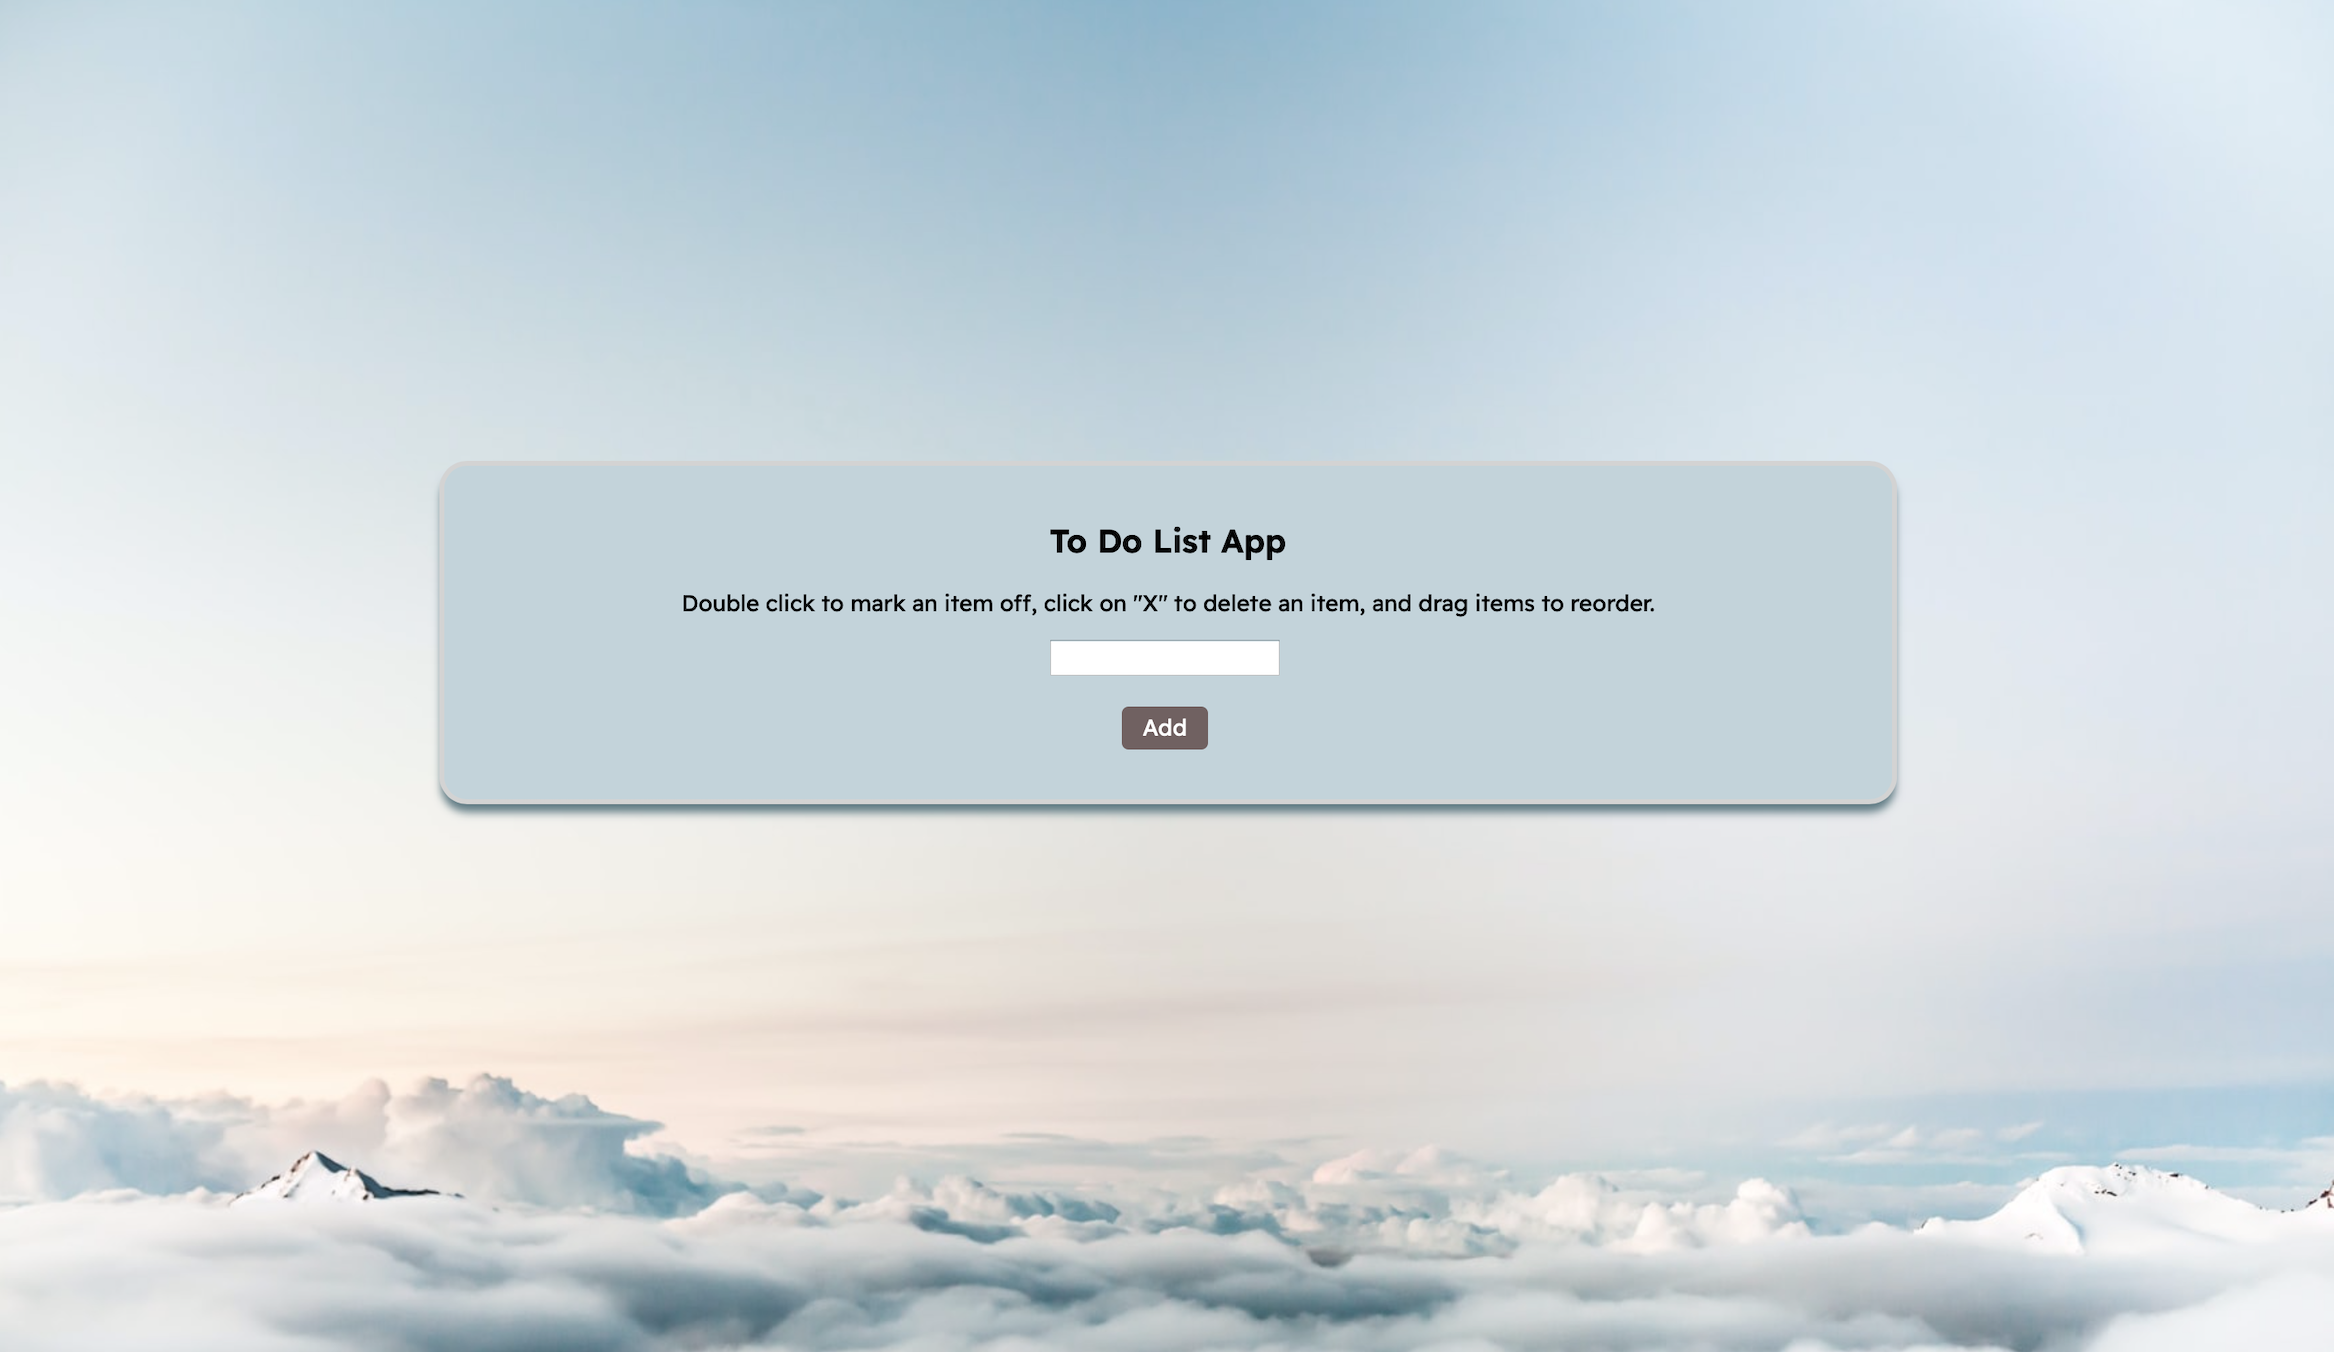 To Do List App
Double click to mark an item off, click on "X" to delete an item, and drag items to reorder.
Add